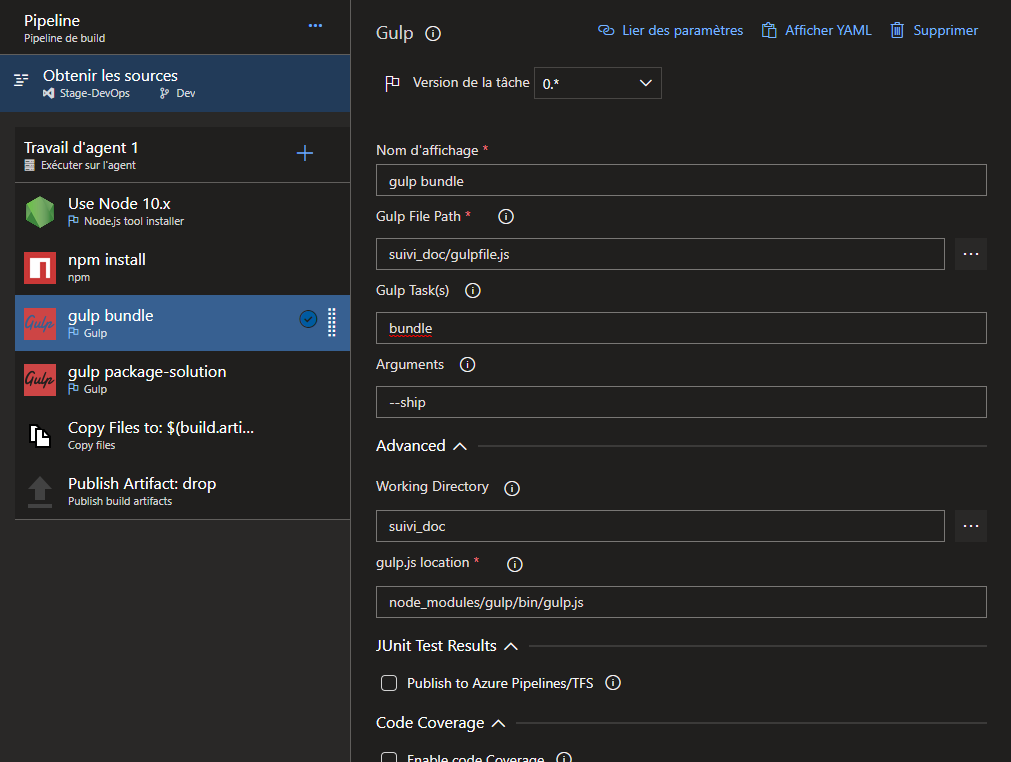 Pipeline
Pipeline de build
Obtenir les sources
Stage-DevOps Dev
Travail d'agent 1
Exécuter sur l'agent
Use Node 10.x
Node.js tool installer
npm install
npm
Gulp
gulp bundle
Gulp
Gulp
gulp package-solution
Gulp
Copy Files to: $(build.arti...
Copy files
Publish Artifact: drop
Publish build artifacts
Gulp
Lier des paramètres
Afficher YAML
Supprimer
Version de la tâche 0.*
Nom d'affichage *
gulp bundle
Gulp File Path *
suivi_doc/gulpfile.js
Gulp Task(s)
bundle
Arguments
--ship
Advanced
Working Directory
suivi_doc
gulp.js location *
node_modules/gulp/bin/gulp.js
JUnit Test Results
Publish to Azure Pipelines/TFS
Code Coverage
Enable code Coverage